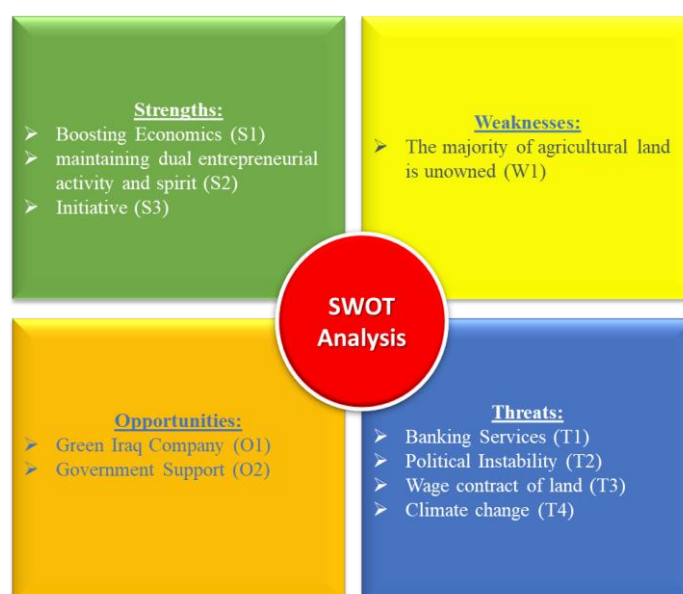 Strengths:
➢ Boosting Economics (S1)
➢ maintaining dual entrepreneurial
activity and spirit (S2)
➢ Initiative (S3)
Weaknesses:
➢ The majority of agricultural land
is unowned (W1)
SWOT
Analysis
Opportunities:
➢ Green Iraq Company (O1)
➢ Government Support (O2)
Threats:
➢ Banking Services (T1)
➢ Political Instability (T2)
➢ Wage contract of land (T3)
➢ Climate change (T4)